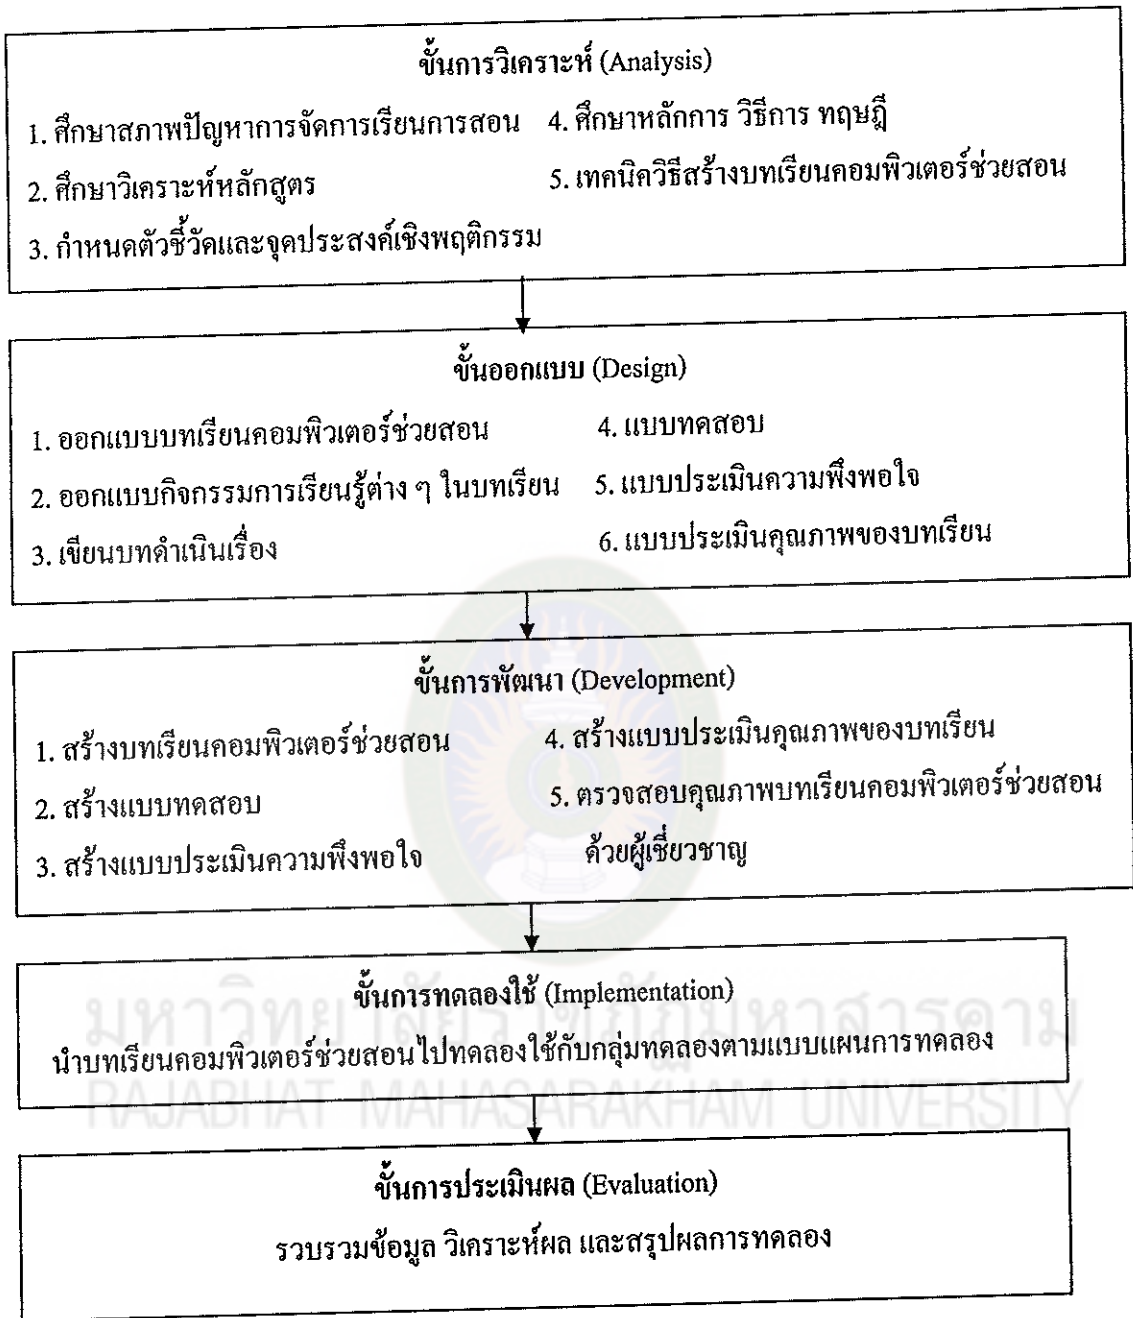 ขั้นการวิเคราะห์ (Analysis)
1. ศึกษาสภาพปัญหาการจัดการเรียนการสอน
2. ศึกษาวิเคราะห์หลักสูตร
3. กำหนดตัวชี้วัดและจุดประสงค์เชิงพฤติกรรม
4. ศึกษาหลักการ วิธีการ ทฤษฎี
5. เทคนิควิธีสร้างบทเรียนคอมพิวเตอร์ช่วยสอน
ขั้นออกแบบ (Design)
1. ออกแบบบทเรียนคอมพิวเตอร์ช่วยสอน
2. ออกแบบกิจกรรมการเรียนรู้ต่าง ๆ ในบทเรียน
3. เขียนบทดำเนินเรื่อง
4. แบบทดสอบ
5. แบบประเมินความพึงพอใจ
6. แบบประเมินคุณภาพของบทเรียน
ขั้นการพัฒนา (Development)
1. สร้างบทเรียนคอมพิวเตอร์ช่วยสอน
2. สร้างแบบทดสอบ
3. สร้างแบบประเมินความพึงพอใจ
4. สร้างแบบประเมินคุณภาพของบทเรียน
5. ตรวจสอบคุณภาพบทเรียนคอมพิวเตอร์ช่วยสอน
ด้วยผู้เชี่ยวชาญ
ขั้นการทดลองใช้ (Implementation)
นำบทเรียนคอมพิวเตอร์ช่วยสอนไปทดลองใช้กับกลุ่มทดลองตามแบบแผนการทดลอง
มหาวิทยาลัยราชภัฏมหาสารคาม
RAJABHAT MAHASARAKHAM UNIVERSITY
ขั้นการประเมินผล (Evaluation)
รวบรวมข้อมูล วิเคราะห์ผล และสรุปผลการทดลอง